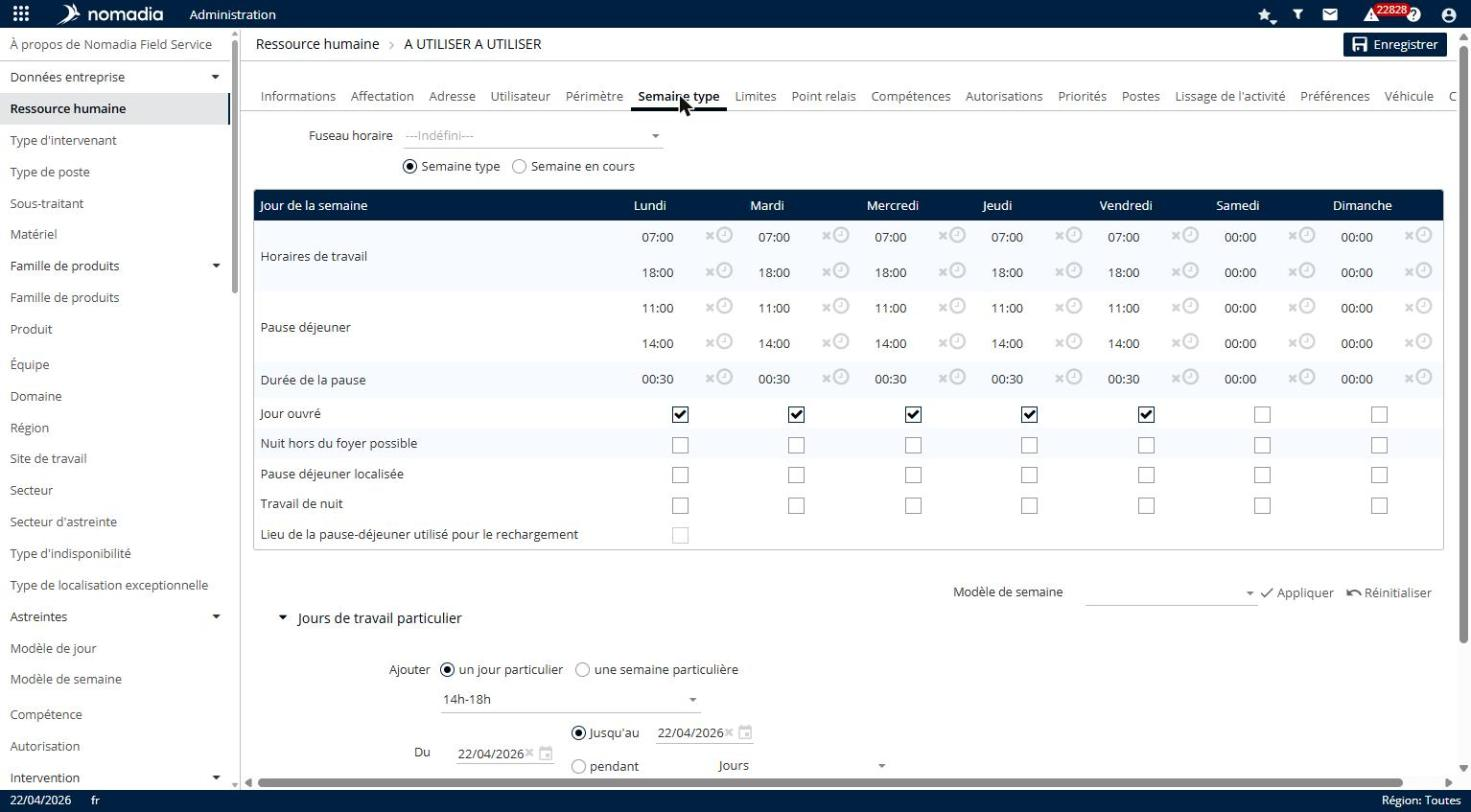 nomadia Administration 22828
À propos de Nomadia Field Service
Données entreprise
Ressource humaine
Type d'intervenant
Type de poste
Sous-traitant
Matériel
Famille de produits
Famille de produits
Produit
Équipe
Domaine
Région
Site de travail
Secteur
Secteur d'astreinte
Type d'indisponibilité
Type de localisation exceptionnelle
Astreintes
Modèle de jour
Modèle de semaine
Compétence
Autorisation
Intervention
Ressource humaine > A UTILISER A UTILISER Enregistrer
Informations Affectation Adresse Utilisateur Périmètre Semaine type Limites Point relais Compétences Autorisations Priorités Postes Lissage de l'activité Préférences Véhicule C
Fuseau horaire ---Indéfini---
Semaine type Semaine en cours
Jour de la semaine Lundi Mardi Mercredi Jeudi Vendredi Samedi Dimanche
Horaires de travail
07:00 07:00 07:00 07:00 07:00 00:00 00:00
18:00 18:00 18:00 18:00 18:00 00:00 00:00
Pause déjeuner
11:00 11:00 11:00 11:00 11:00 00:00 00:00
14:00 14:00 14:00 14:00 14:00 00:00 00:00
Durée de la pause 00:30 00:30 00:30 00:30 00:30 00:00 00:00
Jour ouvré
Nuit hors du foyer possible
Pause déjeuner localisée
Travail de nuit
Lieu de la pause-déjeuner utilisé pour le rechargement
Modèle de semaine Appliquer Réinitialiser
Jours de travail particulier
Ajouter un jour particulier une semaine particulière
14h-18h
Jusqu'au 22/04/2026
Du 22/04/2026
pendant Jours
22/04/2026 fr Région: Toutes